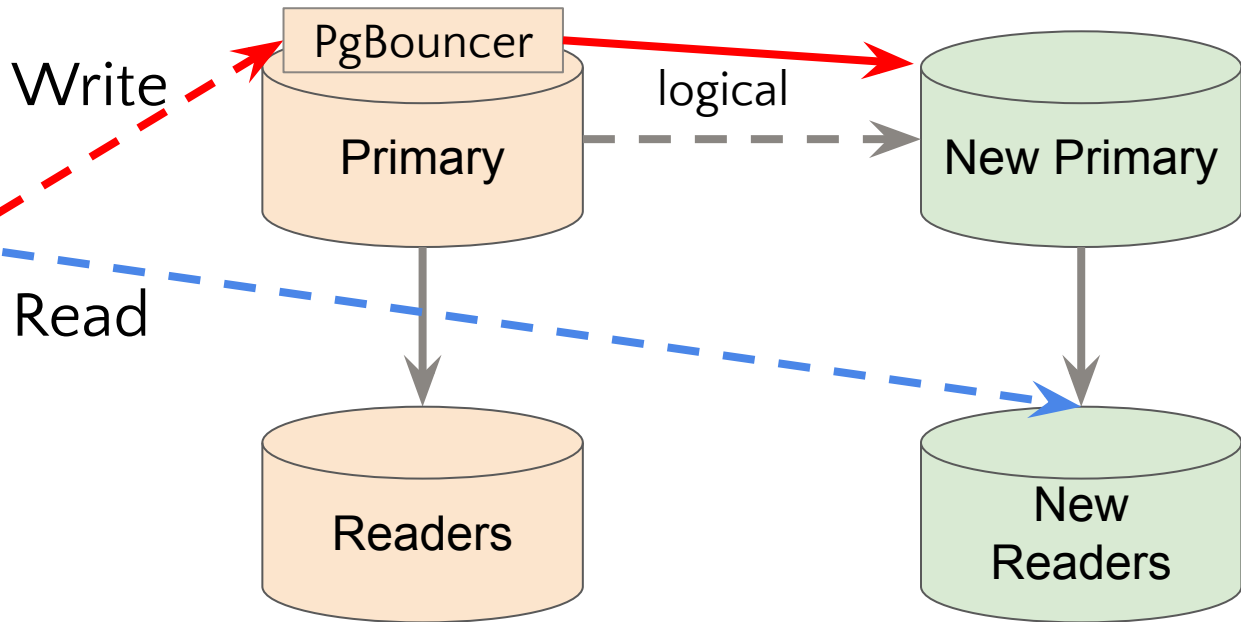 PgBouncer
Write
logical
Primary
New Primary
Read
Readers
New
Readers